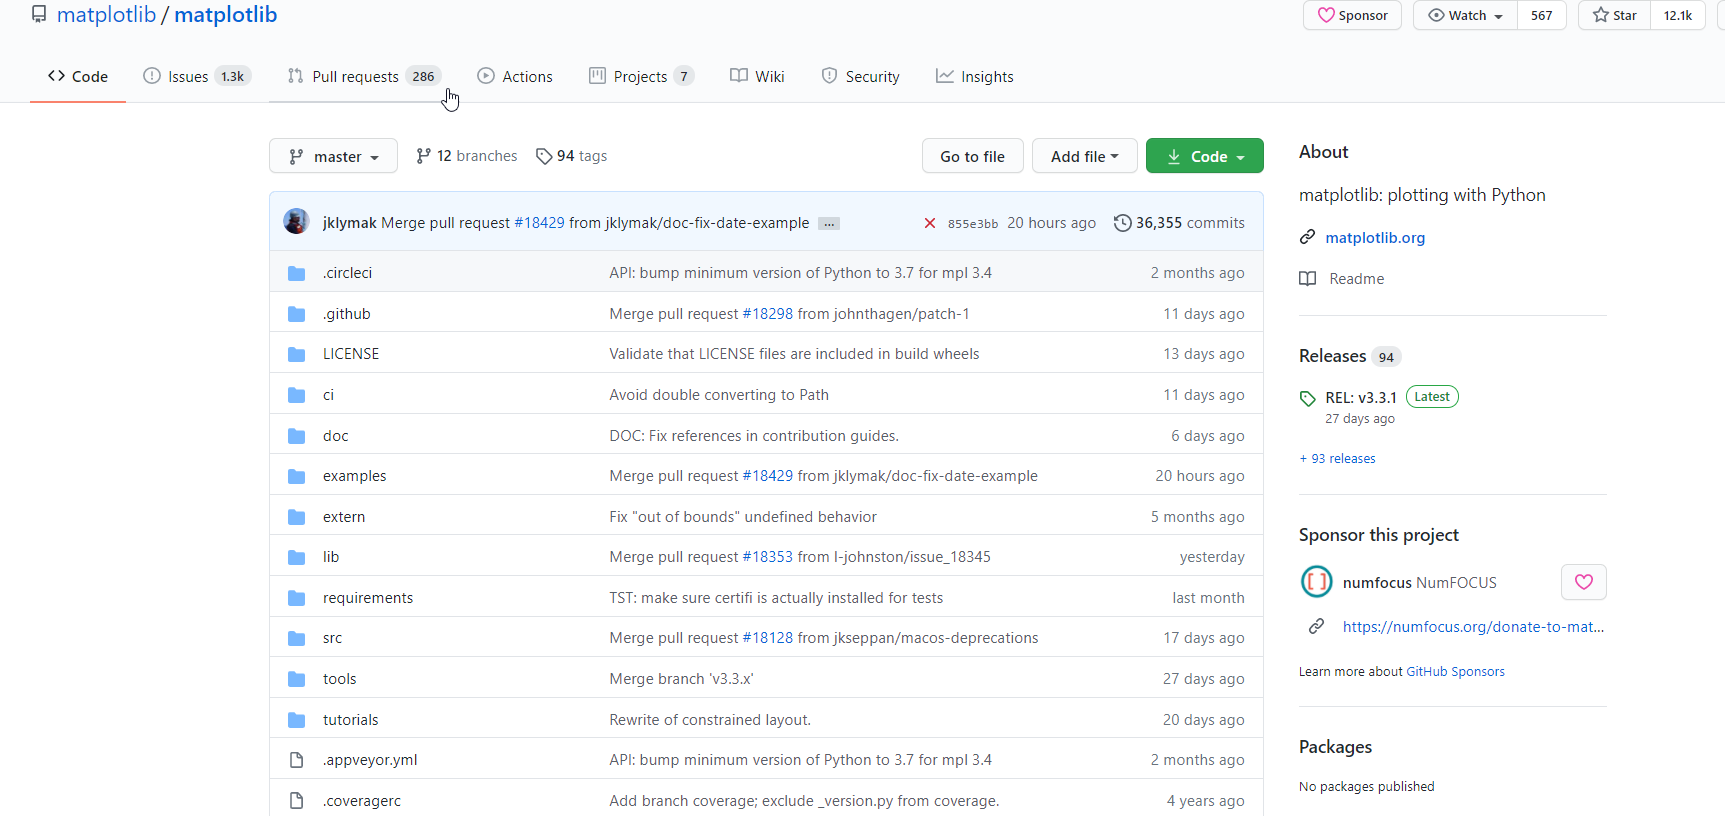 matplotlib / matplotlib
Sponsor
Watch 567
Star 12.1k
Code
Issues 1.3k
Pull requests 286
Actions
Projects 7
Wiki
Security
Insights
master
12 branches
94 tags
Go to file
Add file
Code
jklymak Merge pull request #18429 from jklymak/doc-fix-date-example ... 855e3bb 20 hours ago 36,355 commits
.circleci API: bump minimum version of Python to 3.7 for mpl 3.4 2 months ago
.github Merge pull request #18298 from johnthagen/patch-1 11 days ago
LICENSE Validate that LICENSE files are included in build wheels 13 days ago
ci Avoid double converting to Path 11 days ago
doc DOC: Fix references in contribution guides. 6 days ago
examples Merge pull request #18429 from jklymak/doc-fix-date-example 20 hours ago
extern Fix "out of bounds" undefined behavior 5 months ago
lib Merge pull request #18353 from l-johnston/issue_18345 yesterday
requirements TST: make sure certifi is actually installed for tests last month
src Merge pull request #18128 from jkseppan/macos-deprecations 17 days ago
tools Merge branch 'v3.3.x' 27 days ago
tutorials Rewrite of constrained layout. 20 days ago
.appveyor.yml API: bump minimum version of Python to 3.7 for mpl 3.4 2 months ago
.coveragerc Add branch coverage; exclude _version.py from coverage. 4 years ago
About
matplotlib: plotting with Python
matplotlib.org
Readme
Releases 94
REL: v3.3.1 Latest
27 days ago
+ 93 releases
Sponsor this project
numfocus NumFOCUS
https://numfocus.org/donate-to-mat...
Learn more about GitHub Sponsors
Packages
No packages published